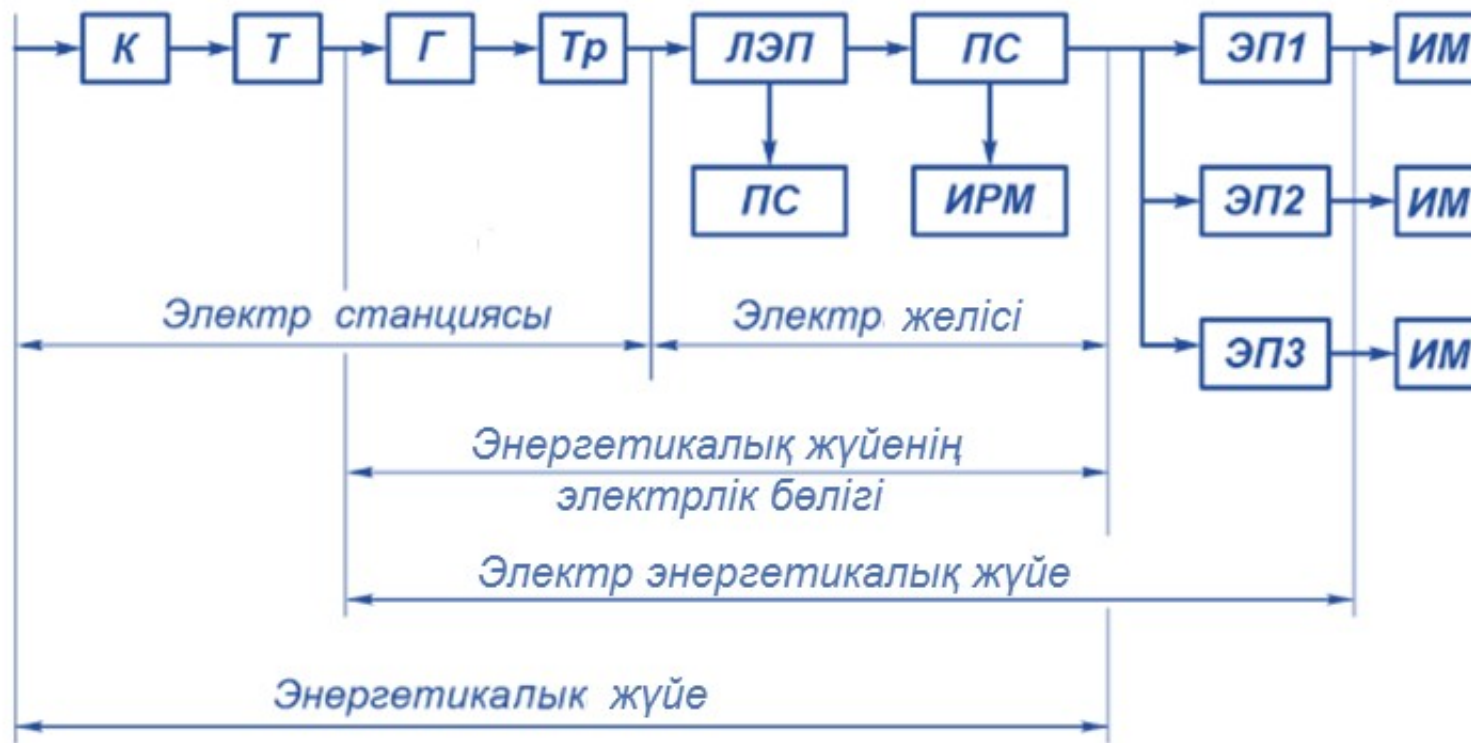 К Т Г Тр ЛЭП ПС ЭП1 ИМ
ПС ИРМ ЭП2 ИМ
Электр станциясы Электр желісі
ЭП3 ИМ
Энергетикалық жүйенің
электрлік бөлігі
Электр энергетикалық жүйе
Энергетикалык жүйе